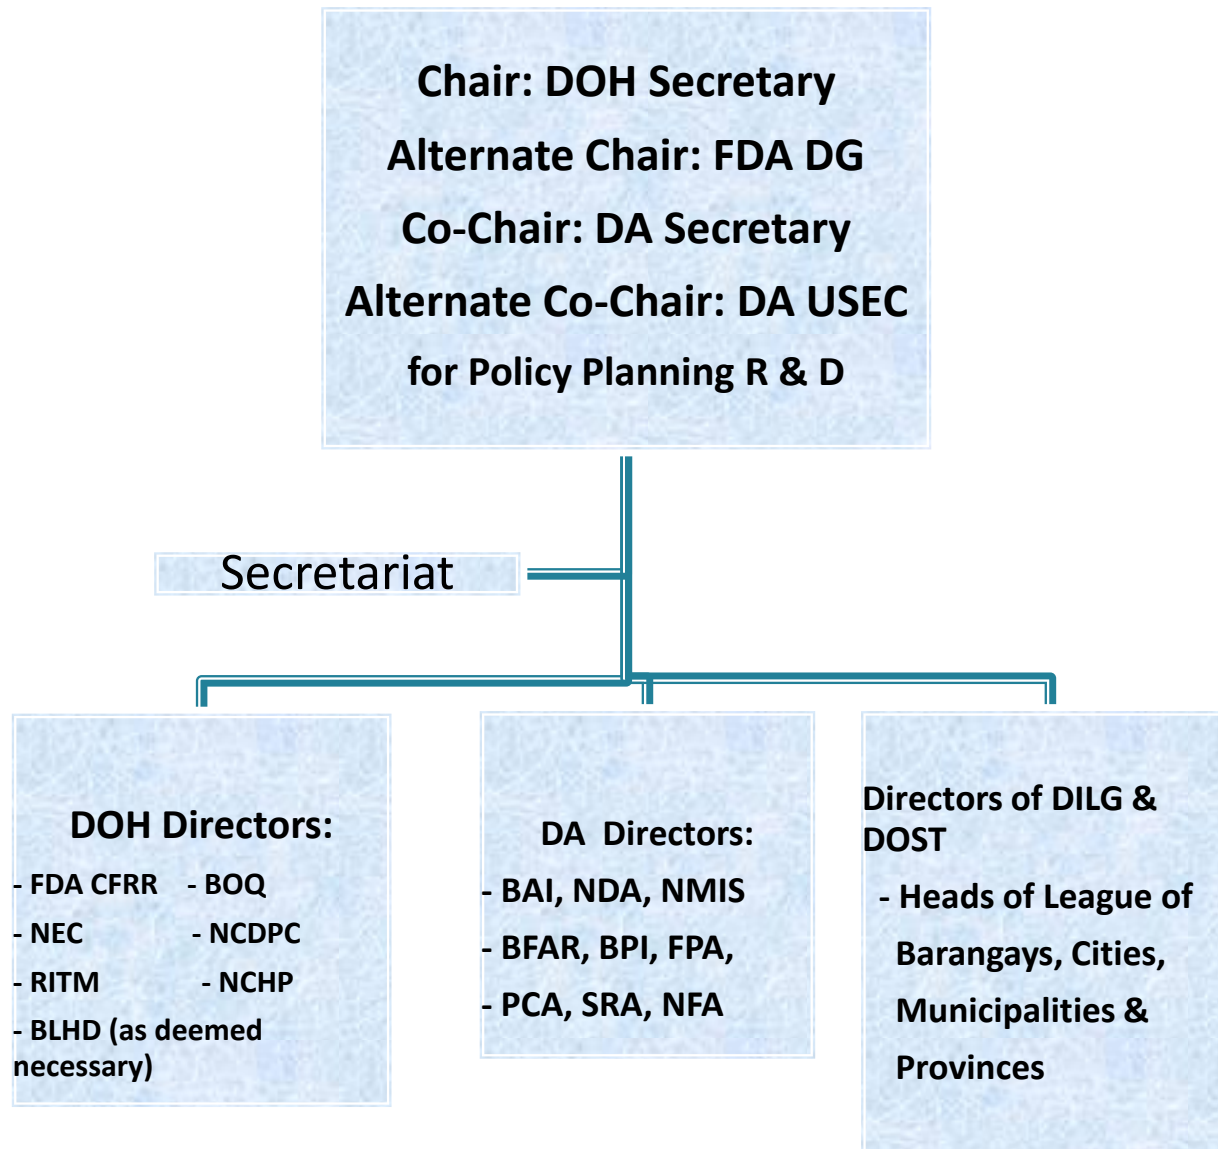 Chair: DOH Secretary
Alternate Chair: FDA DG
Co-Chair: DA Secretary
Alternate Co-Chair: DA USEC
for Policy Planning R & D
Secretariat
DOH Directors:
- FDA CFRR - BOQ
- NEC - NCDPC
- RITM - NCHP
- BLHD (as deemed
necessary)
DA Directors:
- BAI, NDA, NMIS
- BFAR, BPI, FPA,
- PCA, SRA, NFA
Directors of DILG &
DOST
- Heads of League of
Barangays, Cities,
Municipalities &
Provinces